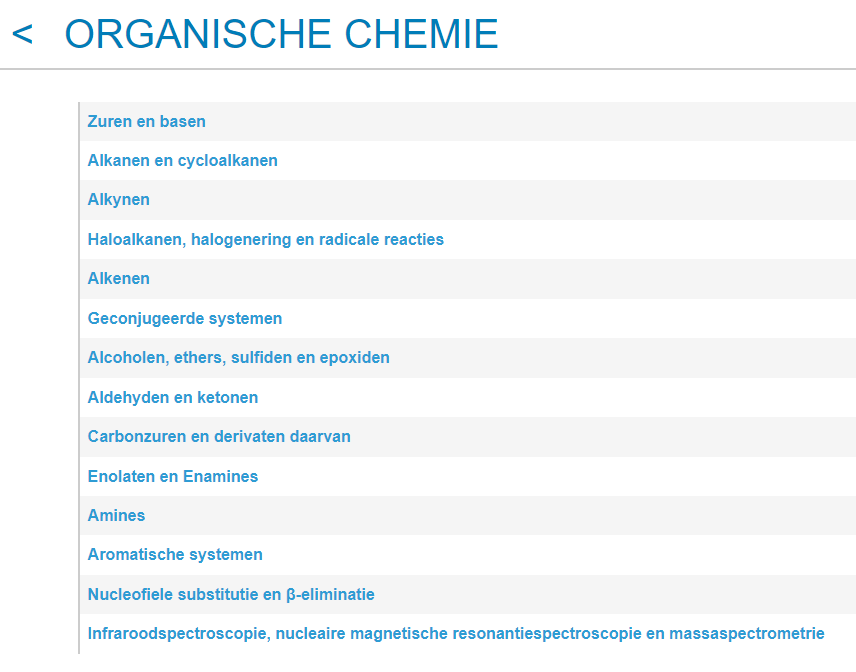 < ORGANISCHE CHEMIE
Zuren en basen
Alkanen en cycloalkanen
Alkynen
Haloalkanen, halogenering en radicale reacties
Alkenen
Geconjugeerde systemen
Alcoholen, ethers, sulfiden en epoxiden
Aldehyden en ketonen
Carbonzuren en derivaten daarvan
Enolaten en Enamines
Amines
Aromatische systemen
Nucleofiele substitutie en β-eliminatie
Infraroodspectroscopie, nucleaire magnetische resonantiespectroscopie en massaspectrometrie